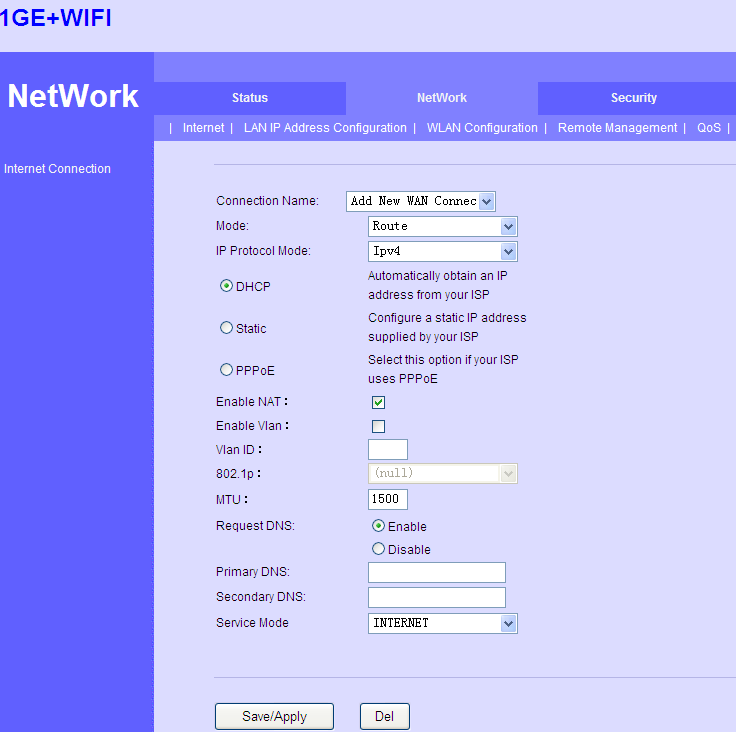 1GE+WIFI
NetWork
Status NetWork Security
| Internet | LAN IP Address Configuration | WLAN Configuration | Remote Management | QoS |
Internet Connection
Connection Name: Add New WAN Connec
Mode: Route
IP Protocol Mode: Ipv4
DHCP Automatically obtain an IP
address from your ISP
Static Configure a static IP address
supplied by your ISP
PPPoE Select this option if your ISP
uses PPPoE
Enable NAT：
Enable Vlan：
Vlan ID：
802.1p： (null)
MTU： 1500
Request DNS: Enable
Disable
Primary DNS:
Secondary DNS:
Service Mode INTERNET
Save/Apply Del